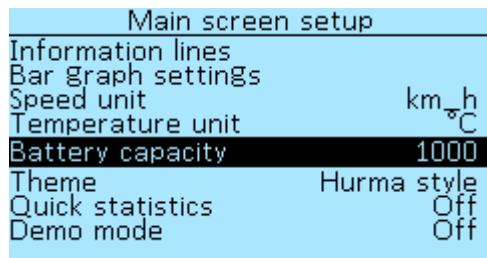 Main screen setup
Information lines
Bar graph settings
Speed unit km_h
Temperature unit °C
Battery capacity 1000
Theme Hurma style
Quick statistics Off
Demo mode Off